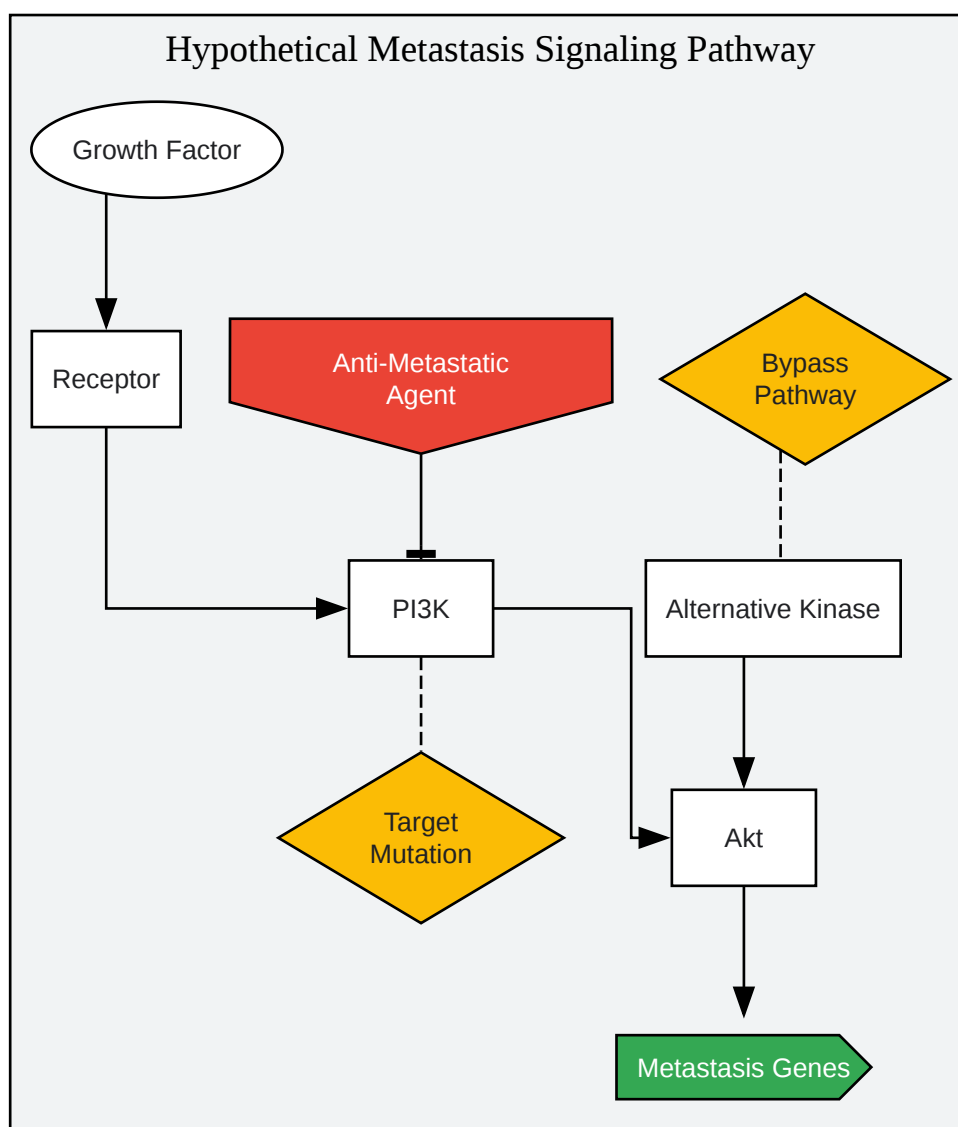 Hypothetical Metastasis Signaling Pathway
Growth Factor
Receptor
Anti-Metastatic
Agent
Bypass
Pathway
PI3K
Alternative Kinase
Target
Mutation
Akt
Metastasis Genes